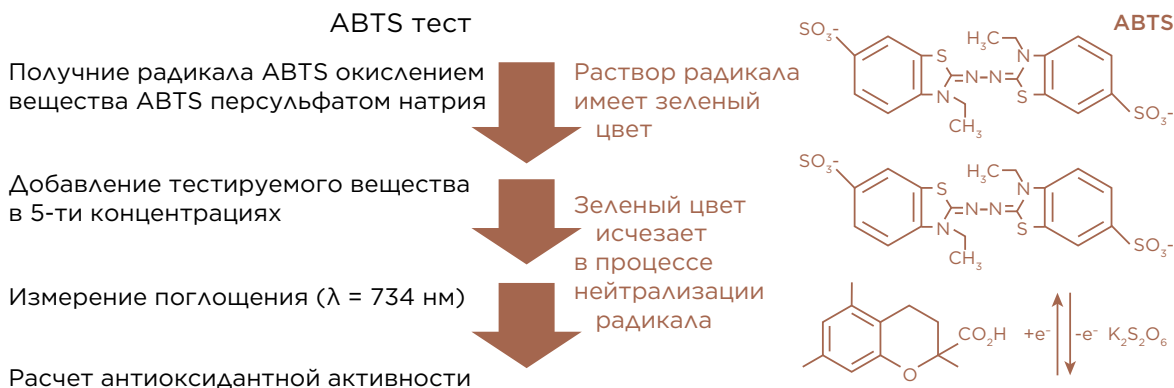 ABTS тест
Получние радикала ABTS окислением
вещества ABTS персульфатом натрия
Раствор радикала
имеет зеленый
цвет
Добавление тестируемого вещества
в 5-ти концентрациях
Зеленый цвет
исчезает
в процессе
нейтрализации
радикала
Измерение поглощения (λ = 734 нм)
Расчет антиоксидантной активности
ABTS
SO₃-
H₃C
S
N
N
N
N
S
CH₃
SO₃-
SO₃-
H₃C
S
N
N
N
N
S
CH₃
SO₃-
CO₂H
O
+e⁻
-e⁻
K₂S₂O₆